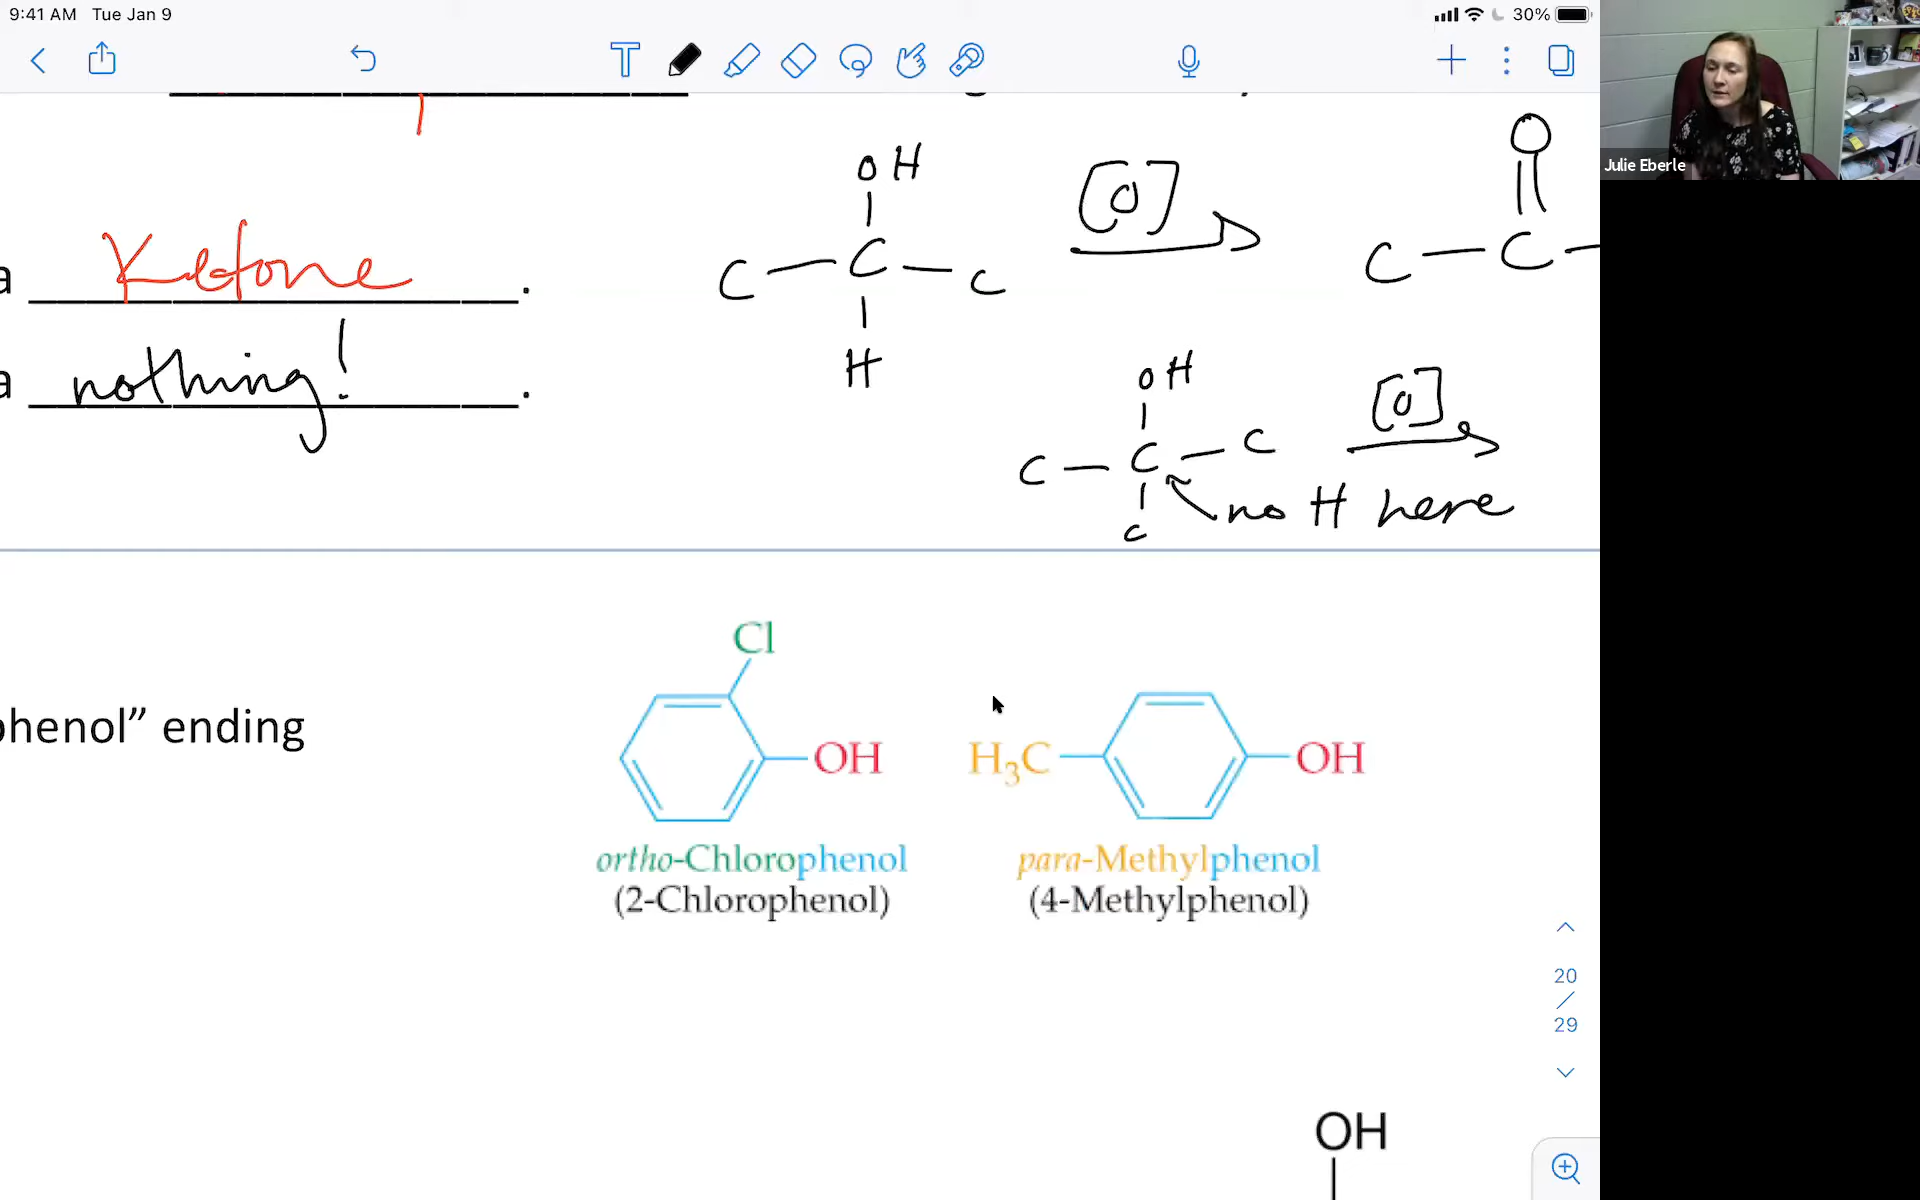 9:41 AM Tue Jan 9
30%
Julie Eberle
OH
[O]
O
a Ketone .
C — C — C
C — C —
H
a nothing! .
OH
[O]
C — C — C
no H here
C
Cl
phenol” ending
OH
H₃C
OH
ortho-Chlorophenol
para-Methylphenol
(2-Chlorophenol)
(4-Methylphenol)
20
/
29
OH